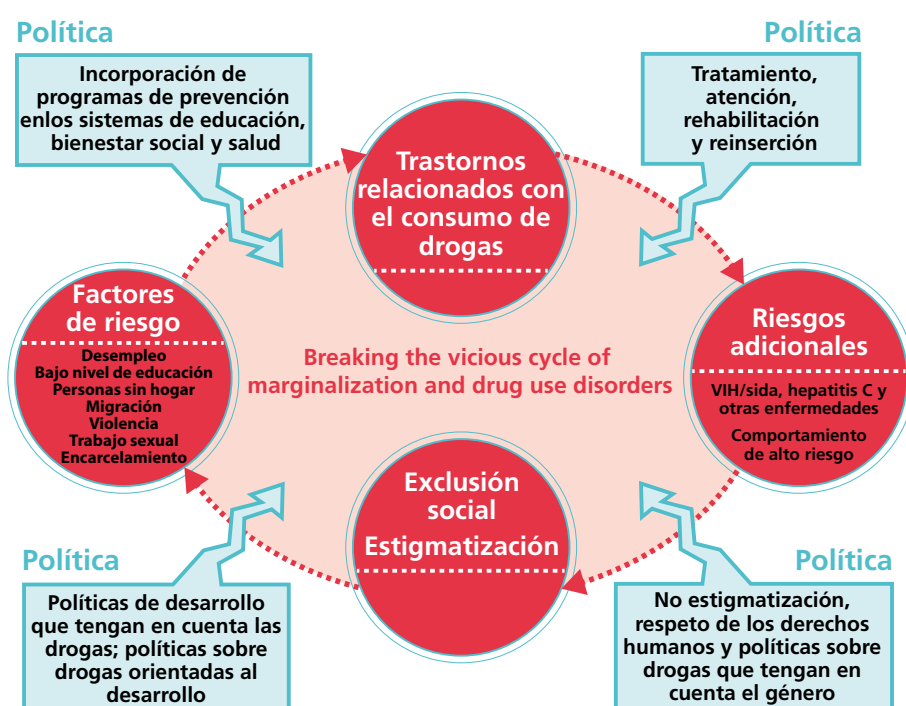 Política
Incorporación de
programas de prevención
enlos sistemas de educación,
bienestar social y salud
Política
Tratamiento,
atención,
rehabilitación
y reinserción
Trastornos
relacionados con
el consumo de
drogas
Factores
de riesgo
Desempleo
Bajo nivel de educación
Personas sin hogar
Migración
Violencia
Trabajo sexual
Encarcelamiento
Breaking the vicious cycle of
marginalization and drug use disorders
Riesgos
adicionales
VIH/sida, hepatitis C y
otras enfermedades
Comportamiento
de alto riesgo
Exclusión
social
Estigmatización
Política
Políticas de desarrollo
que tengan en cuenta las
drogas; políticas sobre
drogas orientadas al
desarrollo
Política
No estigmatización,
respeto de los derechos
humanos y políticas sobre
drogas que tengan en
cuenta el género